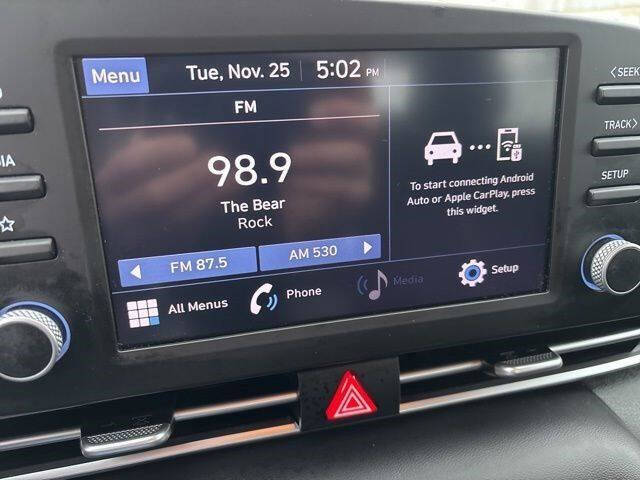 Menu
Tue, Nov. 25 5:02 PM
FM
98.9
The Bear
Rock
FM 87.5
AM 530
To start connecting Android
Auto or Apple CarPlay, press
this widget.
All Menus
Phone
Media
Setup
<SEEK
TRACK>
SETUP